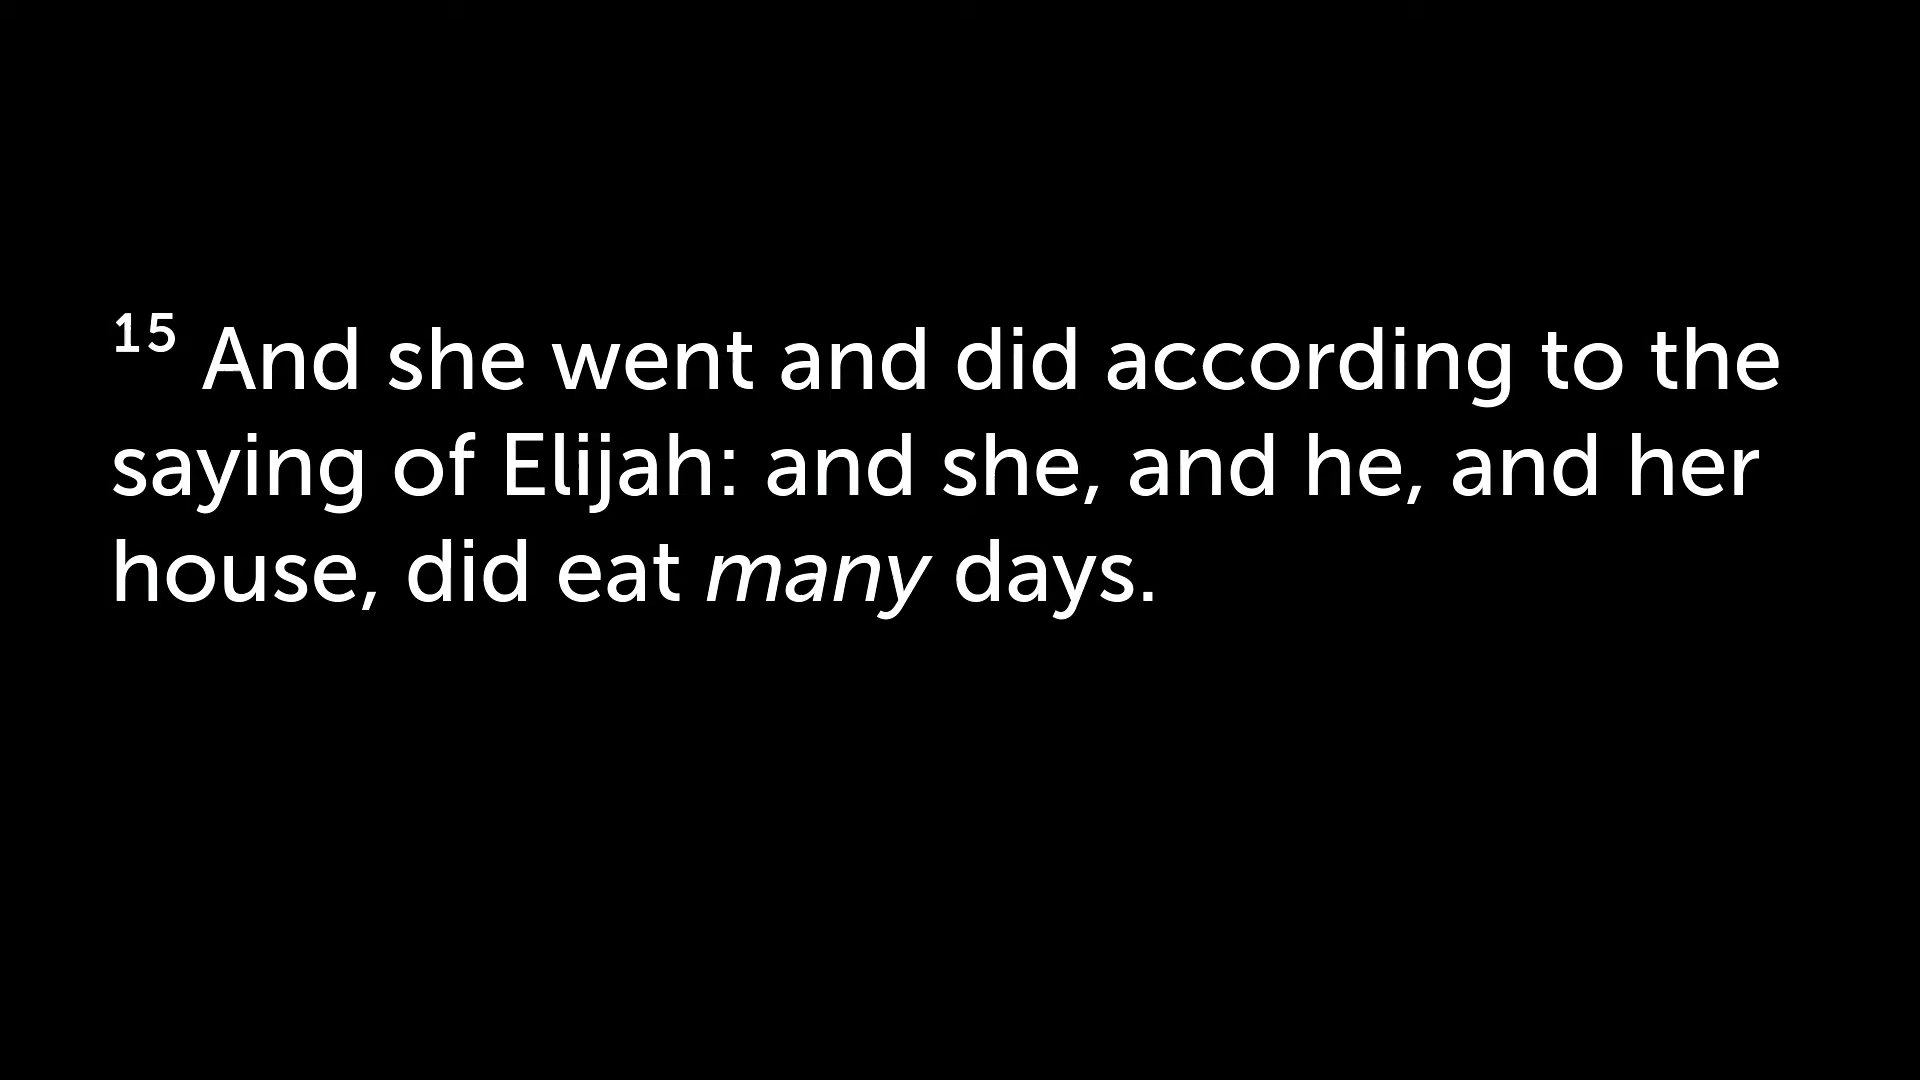 15 And she went and did according to the
saying of Elijah: and she, and he, and her
house, did eat many days.